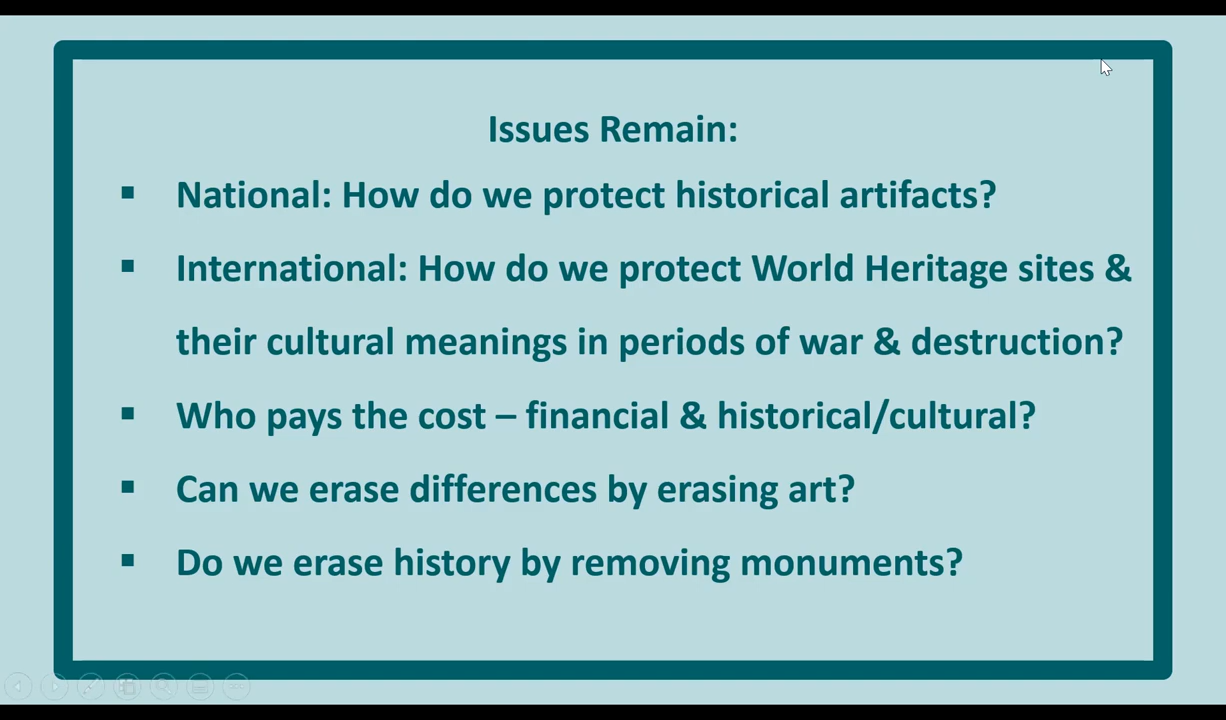 Issues Remain:
▪ National: How do we protect historical artifacts?
▪ International: How do we protect World Heritage sites &
their cultural meanings in periods of war & destruction?
▪ Who pays the cost – financial & historical/cultural?
▪ Can we erase differences by erasing art?
▪ Do we erase history by removing monuments?